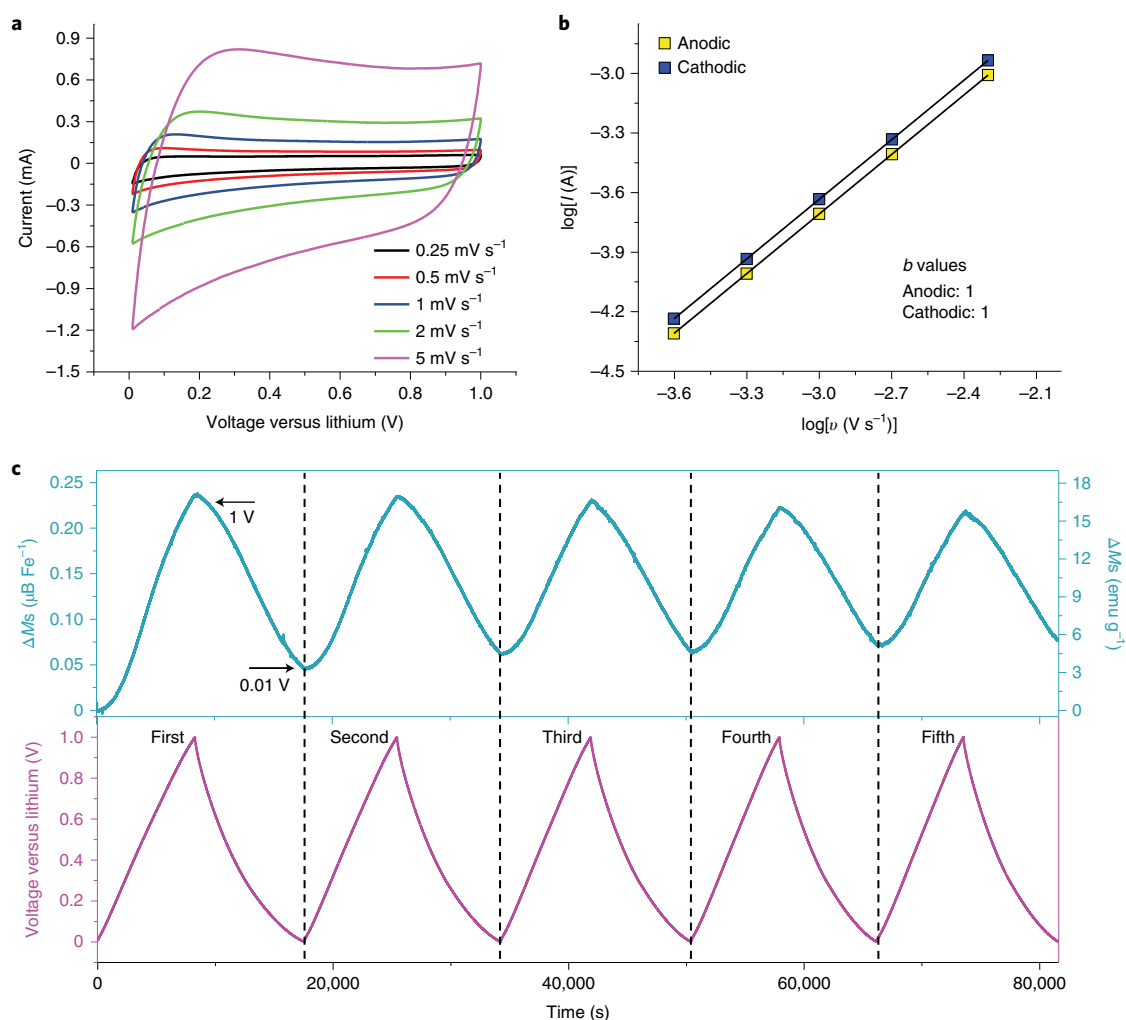 a
0.9
0.6
0.3
0
–0.3
–0.6
–0.9
–1.2
–1.5
Current (mA)
0.25 mV s⁻¹
0.5 mV s⁻¹
1 mV s⁻¹
2 mV s⁻¹
5 mV s⁻¹
0 0.2 0.4 0.6 0.8 1.0
Voltage versus lithium (V)
b
Anodic
Cathodic
–3.0
–3.3
–3.6
–3.9
–4.2
–4.5
log[I (A)]
b values
Anodic: 1
Cathodic: 1
–3.6 –3.3 –3.0 –2.7 –2.4 –2.1
log[υ (V s⁻¹)]
c
0.25
0.20
0.15
0.10
0.05
0
ΔMs (μB Fe⁻¹)
1 V
0.01 V
18
15
12
9
6
3
0
ΔMs (emu g⁻¹)
1.0
0.8
0.6
0.4
0.2
0
Voltage versus lithium (V)
First Second Third Fourth Fifth
0 20,000 40,000 60,000 80,000
Time (s)